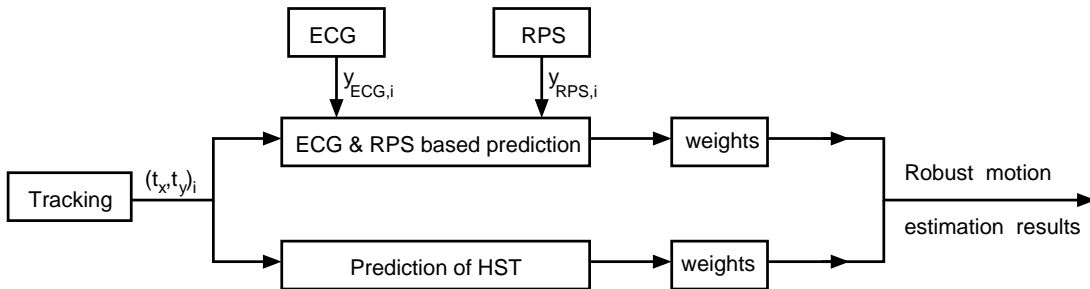 ECG
RPS
y_ECG,i
y_RPS,i
ECG & RPS based prediction
weights
(t_x,t_y)_i
Tracking
Robust motion
estimation results
Prediction of HST
weights